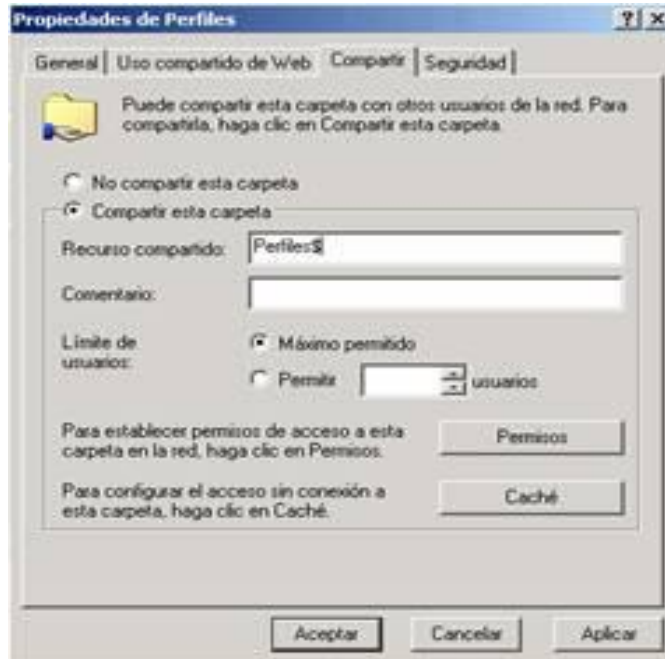 Propiedades de Perfiles
General Uso compartido de Web Compartir Seguridad
Puede compartir esta carpeta con otros usuarios de la red. Para
compartirla, haga clic en Compartir esta carpeta.
No compartir esta carpeta
Compartir esta carpeta
Recurso compartido: Perfiles$
Comentario:
Límite de
usuarios:
Máximo permitido
Permitir usuarios
Para establecer permisos de acceso a esta
carpeta en la red, haga clic en Permisos.
Permisos
Para configurar el acceso sin conexión a
esta carpeta, haga clic en Caché.
Caché
Aceptar Cancelar Aplicar